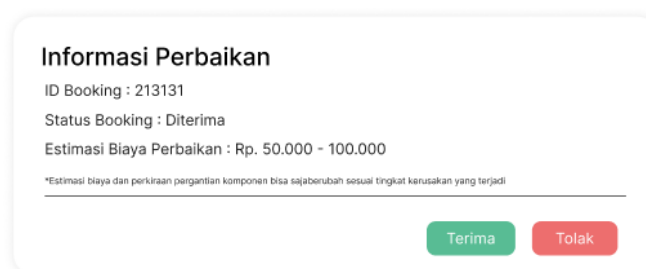 Informasi Perbaikan
ID Booking : 213131
Status Booking : Diterima
Estimasi Biaya Perbaikan : Rp. 50.000 - 100.000
*Estimasi biaya dan perkiraan pergantian komponen bisa sajaberubah sesuai tingkat kerusakan yang terjadi
Terima Tolak